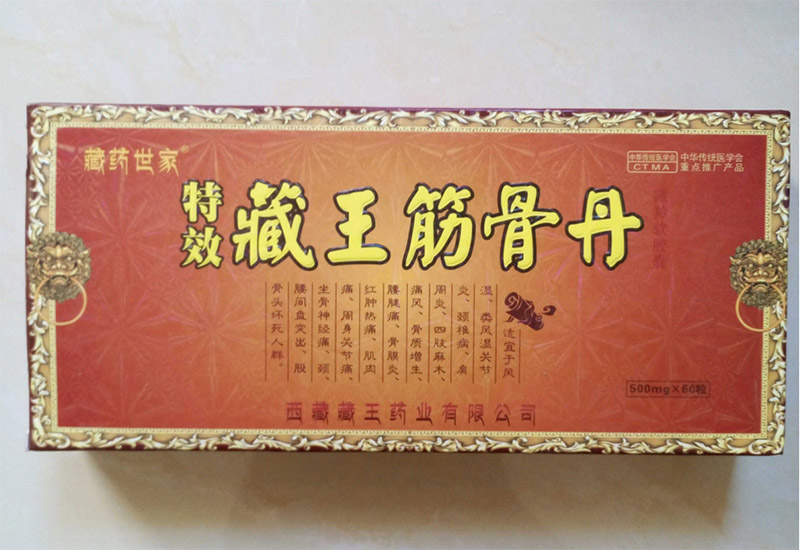 藏药世家®
中华传统医学会
CTMA
中华传统医学会
重点推广产品
特效
藏王筋骨丹
适宜于风
湿、类风湿关节
炎、颈椎病、肩
周炎、四肢麻木、
痛风、骨质增生、
腰腿痛、骨膜炎、
红肿热痛、肌肉
痛、周身关节痛、
坐骨神经痛、颈、
腰间盘突出、股
骨头坏死人群。
500mg×60粒
西藏藏王药业有限公司